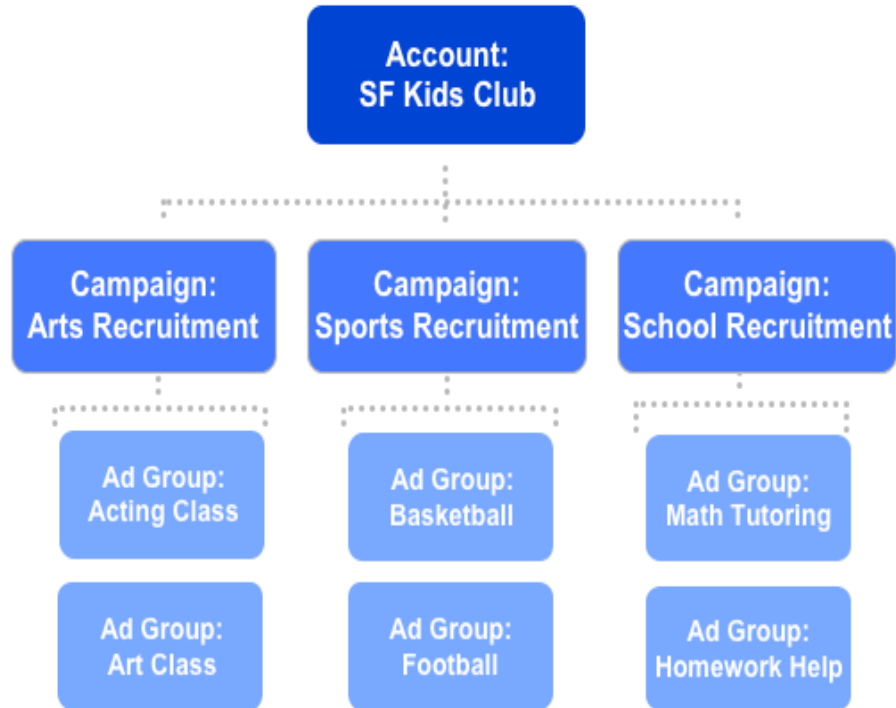 Account:
SF Kids Club
Campaign:
Arts Recruitment
Campaign:
Sports Recruitment
Campaign:
School Recruitment
Ad Group:
Acting Class
Ad Group:
Basketball
Ad Group:
Math Tutoring
Ad Group:
Art Class
Ad Group:
Football
Ad Group:
Homework Help